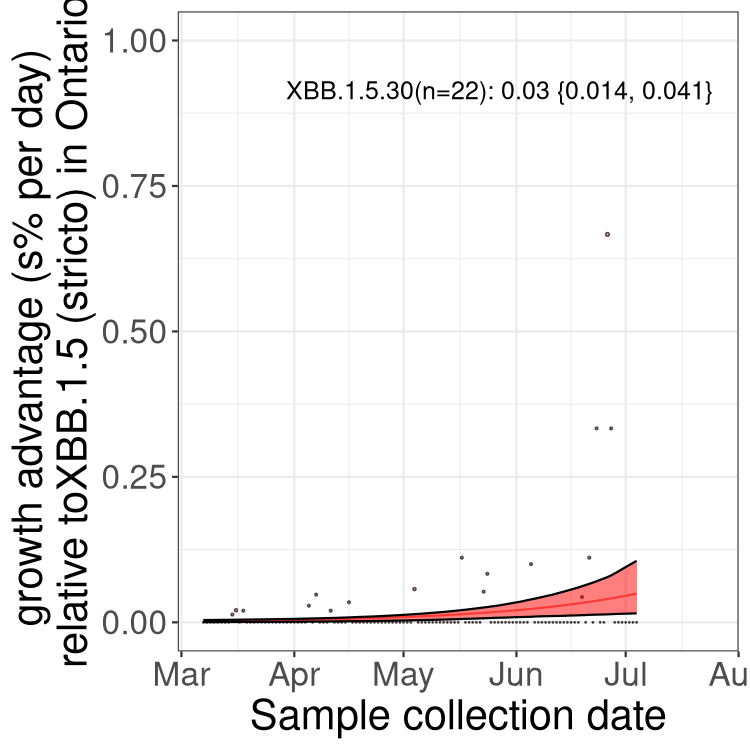 growth advantage (s% per day)
relative toXBB.1.5 (stricto) in Ontario
1.00
0.75
0.50
0.25
0.00
XBB.1.5.30(n=22): 0.03 {0.014, 0.041}
Mar Apr May Jun Jul Au
Sample collection date